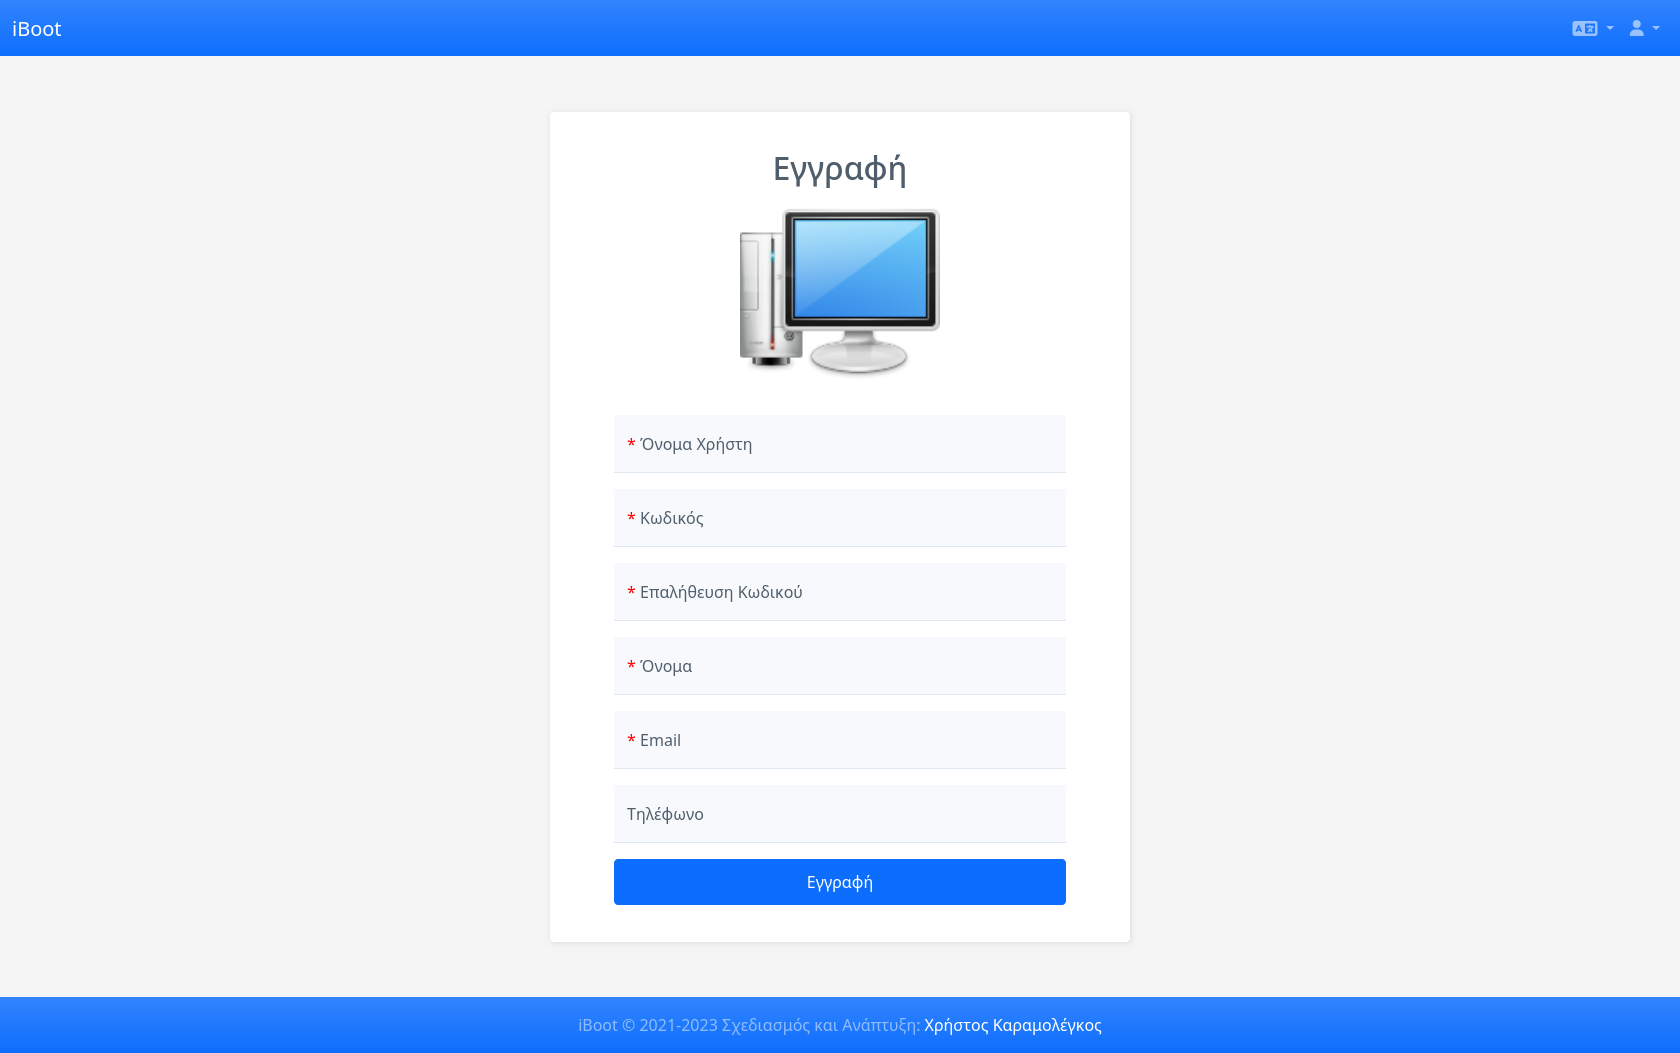 iBoot
Εγγραφή
* Όνομα Χρήστη
* Κωδικός
* Επαλήθευση Κωδικού
* Όνομα
* Email
Τηλέφωνο
Εγγραφή
iBoot © 2021-2023 Σχεδιασμός και Ανάπτυξη: Χρήστος Καραμολέγκος